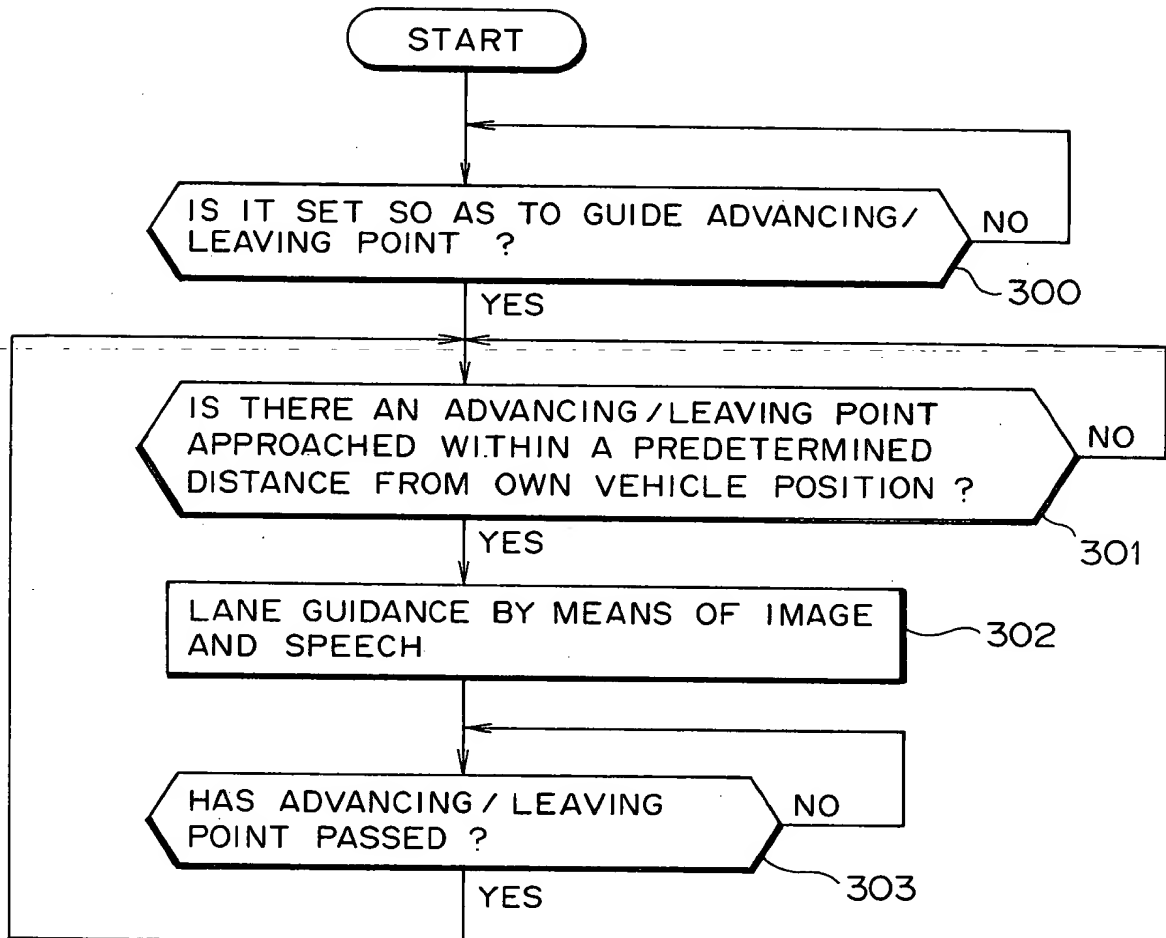 START
IS IT SET SO AS TO GUIDE ADVANCING/
LEAVING POINT ?
NO
300
YES
IS THERE AN ADVANCING/LEAVING POINT
APPROACHED WITHIN A PREDETERMINED
DISTANCE FROM OWN VEHICLE POSITION ?
NO
301
YES
LANE GUIDANCE BY MEANS OF IMAGE
AND SPEECH
302
HAS ADVANCING/LEAVING
POINT PASSED ?
NO
303
YES